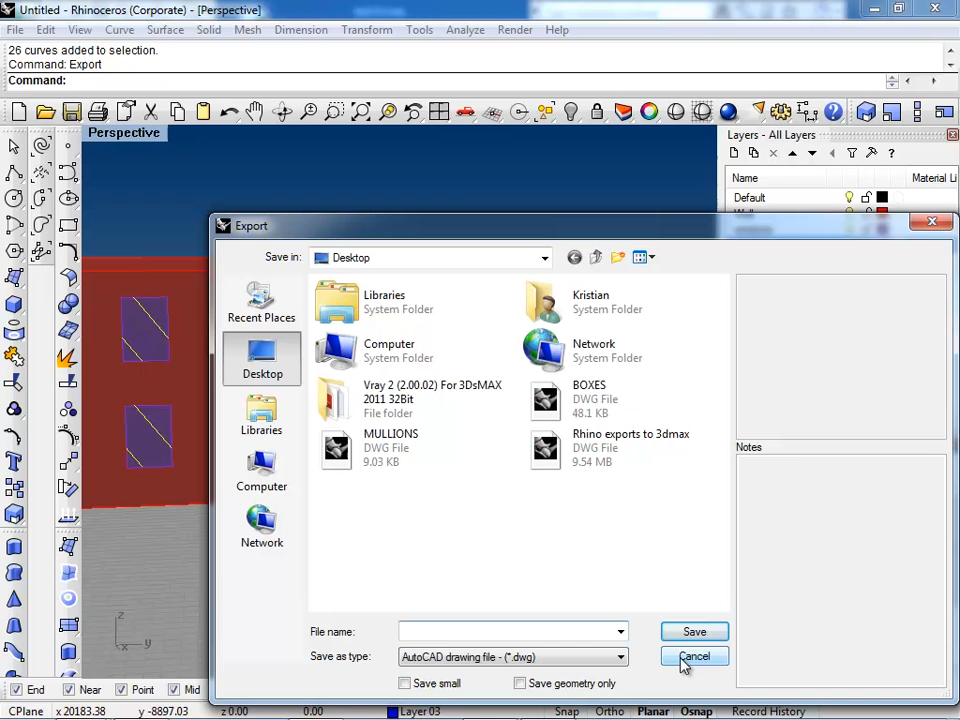 Untitled - Rhinoceros (Corporate) - [Perspective]
File View Curve Surface Solid Mesh Dimension Transform Tools Analyze Render Help
26 curves added to selection.
Command: Export
Command:
Perspective
Layers - All Layers
Name Material Li
Default
Export
Save in: Desktop
Recent Places
Desktop
Libraries
Computer
Network
Libraries
System Folder
Kristian
System Folder
Computer
System Folder
Network
System Folder
Vray 2 (2.00.02) For 3DsMAX
2011 32Bit
File folder
BOXES
DWG File
48.1 KB
MULLIONS
DWG File
9.03 KB
Rhino exports to 3dmax
DWG File
9.54 MB
Notes
File name: Save
Save as type: AutoCAD drawing file - (*.dwg) Cancel
Save small Save geometry only
z
y
x
End Near Point Mid
CPlane x 20183.38 y -8897.03 z 0.00 0.00 Layer 03 Snap Ortho Planar Osnap Record History